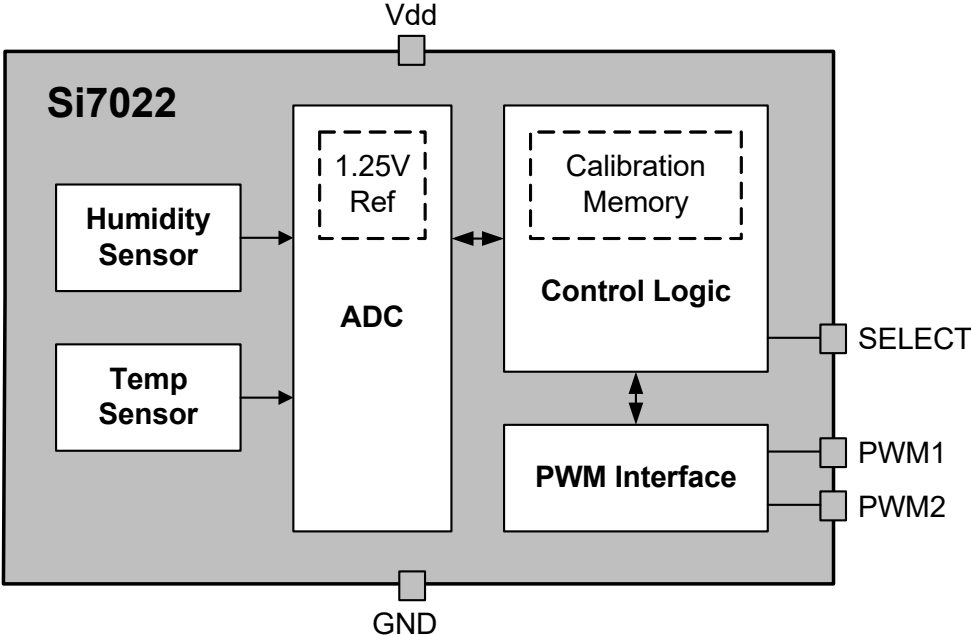 Vdd
Si7022
Humidity
Sensor
Temp
Sensor
1.25V
Ref
ADC
Calibration
Memory
Control Logic
PWM Interface
SELECT
PWM1
PWM2
GND